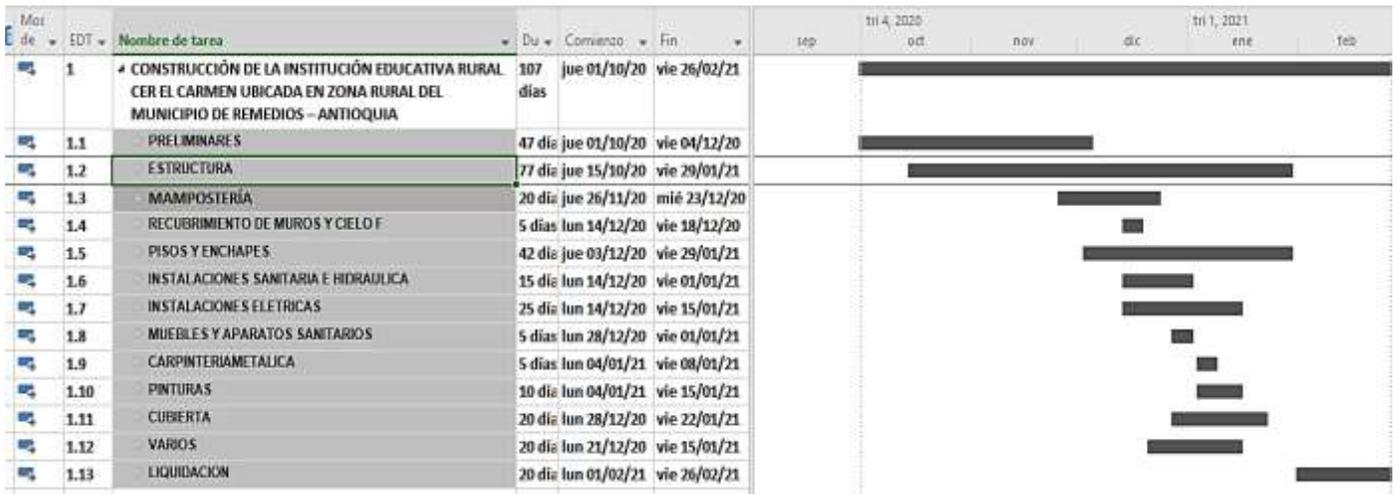 Mos de EDT Nombre de tarea Du Comienzo Fin
tri 4, 2020 tri 1, 2021
sep oct nov dic ene feb
1 CONSTRUCCIÓN DE LA INSTITUCIÓN EDUCATIVA RURAL 107 jue 01/10/20 vie 26/02/21
CER EL CARMEN UBICADA EN ZONA RURAL DEL días
MUNICIPIO DE REMEDIOS – ANTIOQUIA
1.1 PRELIMINARES 47 día jue 01/10/20 vie 04/12/20
1.2 ESTRUCTURA 77 día jue 15/10/20 vie 29/01/21
1.3 MAMPOSTERÍA 20 día jue 26/11/20 mié 23/12/20
1.4 RECUBRIMIENTO DE MUROS Y CIELO F 5 días lun 14/12/20 vie 18/12/20
1.5 PISOS Y ENCHAPES 42 día jue 03/12/20 vie 29/01/21
1.6 INSTALACIONES SANITARIA E HIDRAULICA 15 día lun 14/12/20 vie 01/01/21
1.7 INSTALACIONES ELETRICAS 25 día lun 14/12/20 vie 15/01/21
1.8 MUEBLES Y APARATOS SANITARIOS 5 días lun 28/12/20 vie 01/01/21
1.9 CARPINTERIAMETALICA 5 días lun 04/01/21 vie 08/01/21
1.10 PINTURAS 10 día lun 04/01/21 vie 15/01/21
1.11 CUBIERTA 20 día lun 28/12/20 vie 22/01/21
1.12 VARIOS 20 día lun 21/12/20 vie 15/01/21
1.13 LIQUIDACION 20 día lun 01/02/21 vie 26/02/21